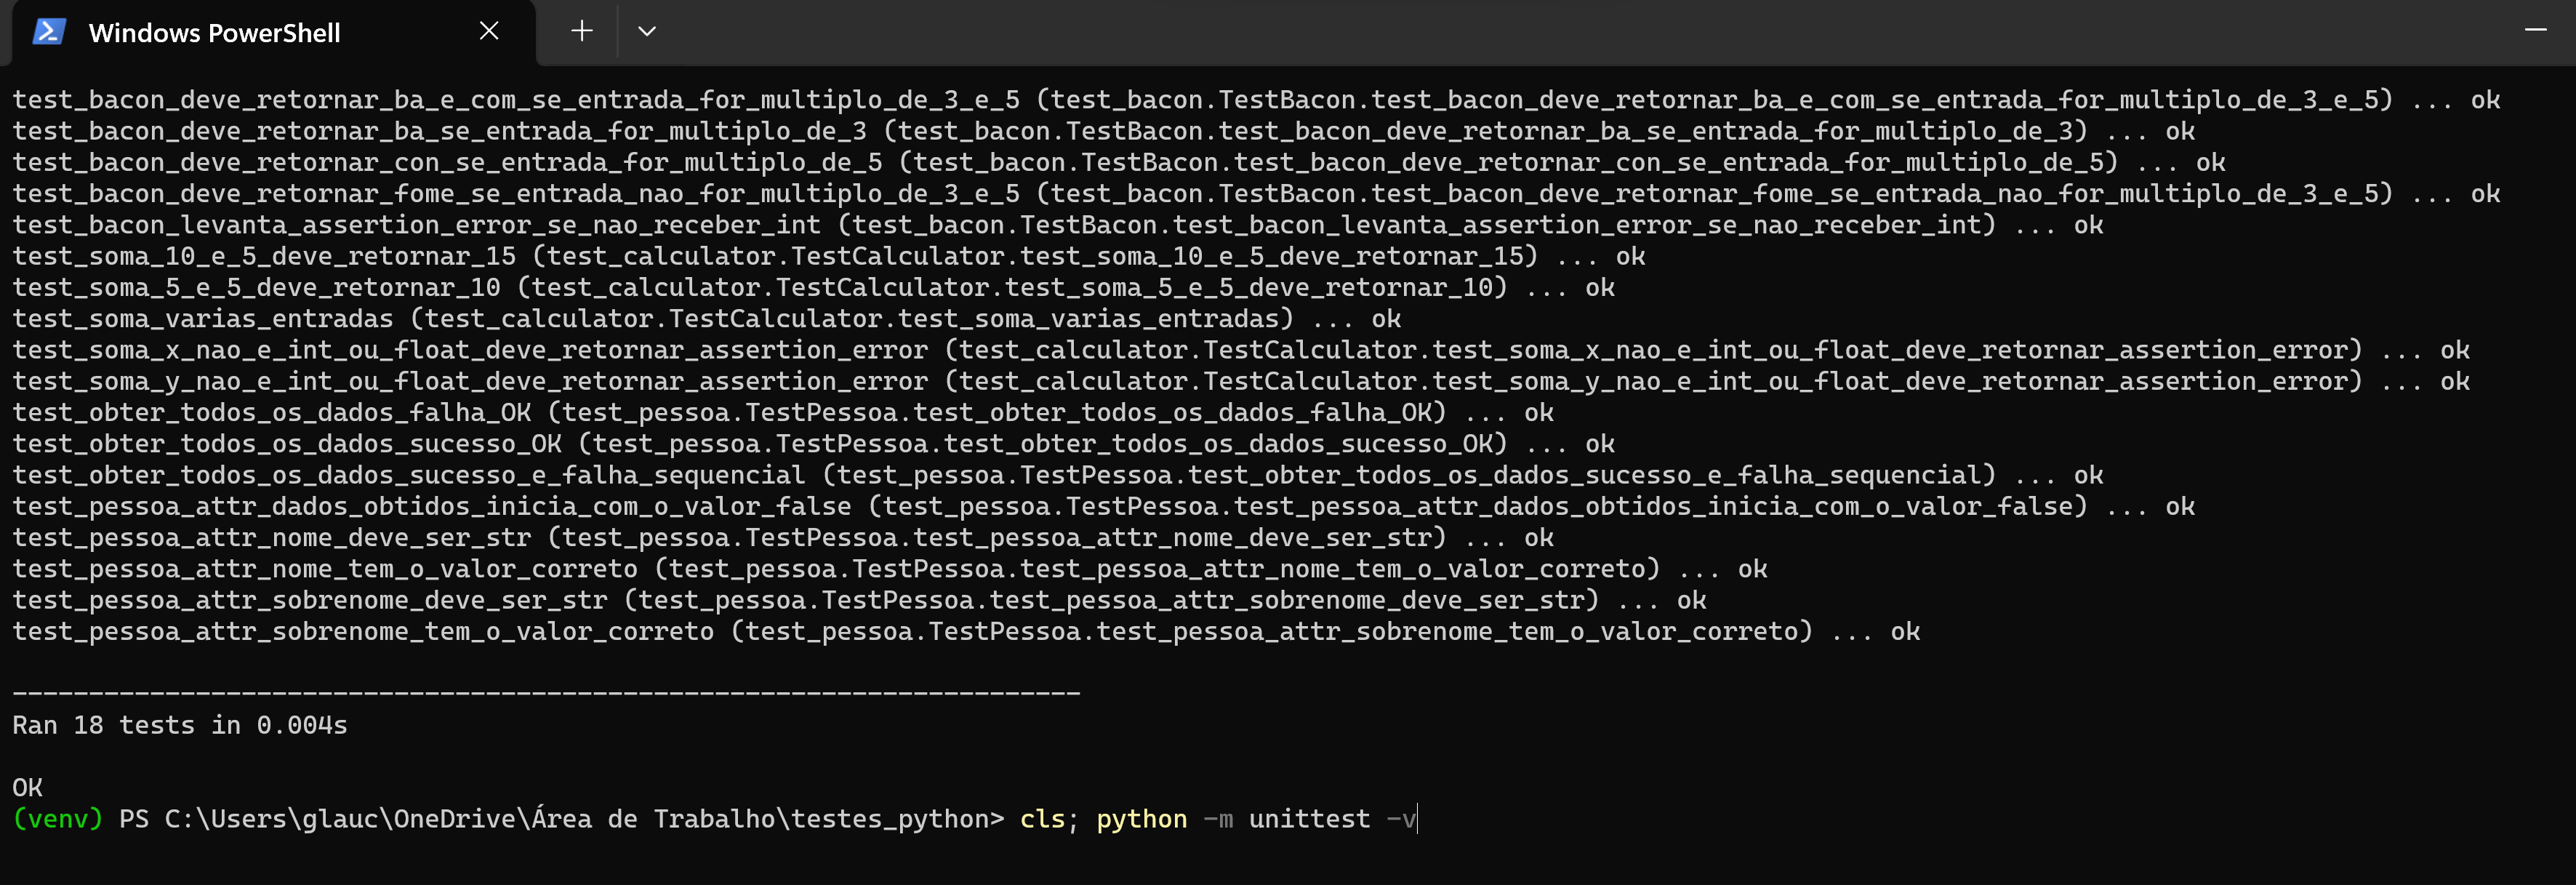 Windows PowerShell
test_bacon_deve_retornar_ba_e_com_se_entrada_for_multiplo_de_3_e_5 (test_bacon.TestBacon.test_bacon_deve_retornar_ba_e_com_se_entrada_for_multiplo_de_3_e_5) ... ok
test_bacon_deve_retornar_ba_se_entrada_for_multiplo_de_3 (test_bacon.TestBacon.test_bacon_deve_retornar_ba_se_entrada_for_multiplo_de_3) ... ok
test_bacon_deve_retornar_con_se_entrada_for_multiplo_de_5 (test_bacon.TestBacon.test_bacon_deve_retornar_con_se_entrada_for_multiplo_de_5) ... ok
test_bacon_deve_retornar_fome_se_entrada_nao_for_multiplo_de_3_e_5 (test_bacon.TestBacon.test_bacon_deve_retornar_fome_se_entrada_nao_for_multiplo_de_3_e_5) ... ok
test_bacon_levanta_assertion_error_se_nao_receber_int (test_bacon.TestBacon.test_bacon_levanta_assertion_error_se_nao_receber_int) ... ok
test_soma_10_e_5_deve_retornar_15 (test_calculator.TestCalculator.test_soma_10_e_5_deve_retornar_15) ... ok
test_soma_5_e_5_deve_retornar_10 (test_calculator.TestCalculator.test_soma_5_e_5_deve_retornar_10) ... ok
test_soma_varias_entradas (test_calculator.TestCalculator.test_soma_varias_entradas) ... ok
test_soma_x_nao_e_int_ou_float_deve_retornar_assertion_error (test_calculator.TestCalculator.test_soma_x_nao_e_int_ou_float_deve_retornar_assertion_error) ... ok
test_soma_y_nao_e_int_ou_float_deve_retornar_assertion_error (test_calculator.TestCalculator.test_soma_y_nao_e_int_ou_float_deve_retornar_assertion_error) ... ok
test_obter_todos_os_dados_falha_OK (test_pessoa.TestPessoa.test_obter_todos_os_dados_falha_OK) ... ok
test_obter_todos_os_dados_sucesso_OK (test_pessoa.TestPessoa.test_obter_todos_os_dados_sucesso_OK) ... ok
test_obter_todos_os_dados_sucesso_e_falha_sequencial (test_pessoa.TestPessoa.test_obter_todos_os_dados_sucesso_e_falha_sequencial) ... ok
test_pessoa_attr_dados_obtidos_inicia_com_o_valor_false (test_pessoa.TestPessoa.test_pessoa_attr_dados_obtidos_inicia_com_o_valor_false) ... ok
test_pessoa_attr_nome_deve_ser_str (test_pessoa.TestPessoa.test_pessoa_attr_nome_deve_ser_str) ... ok
test_pessoa_attr_nome_tem_o_valor_correto (test_pessoa.TestPessoa.test_pessoa_attr_nome_tem_o_valor_correto) ... ok
test_pessoa_attr_sobrenome_deve_ser_str (test_pessoa.TestPessoa.test_pessoa_attr_sobrenome_deve_ser_str) ... ok
test_pessoa_attr_sobrenome_tem_o_valor_correto (test_pessoa.TestPessoa.test_pessoa_attr_sobrenome_tem_o_valor_correto) ... ok
----------------------------------------------------------------------
Ran 18 tests in 0.004s
OK
(venv) PS C:\Users\glauc\OneDrive\Área de Trabalho\testes_python> cls; python -m unittest -v